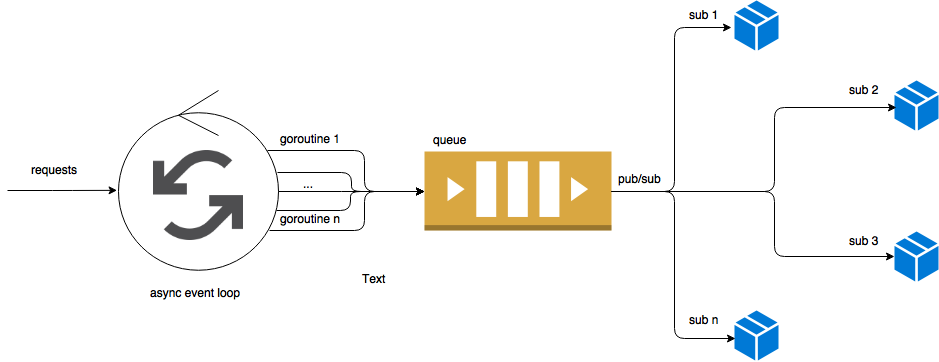 sub 1
sub 2
goroutine 1
queue
requests
...
pub/sub
goroutine n
sub 3
Text
async event loop
sub n